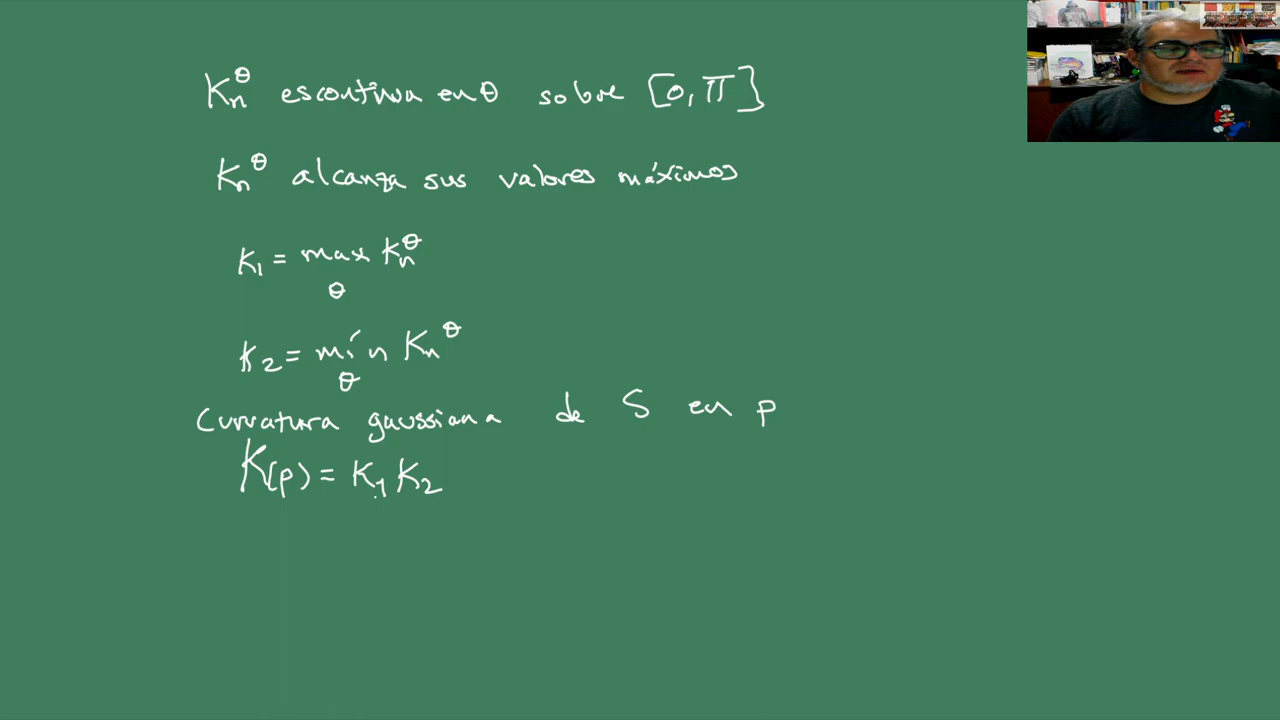 Kn^θ es continua en θ sobre [0, π]
Kn^θ alcanza sus valores máximos
K1 = max Kn^θ
θ
K2 = mín Kn^θ
θ
Curvatura gaussiana de S en p
K(p) = K1 K2